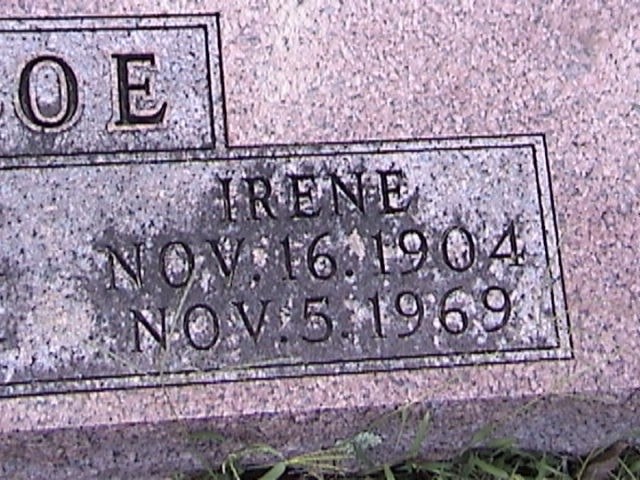 OE
IRENE
NOV. 16. 1904
NOV. 5. 1969